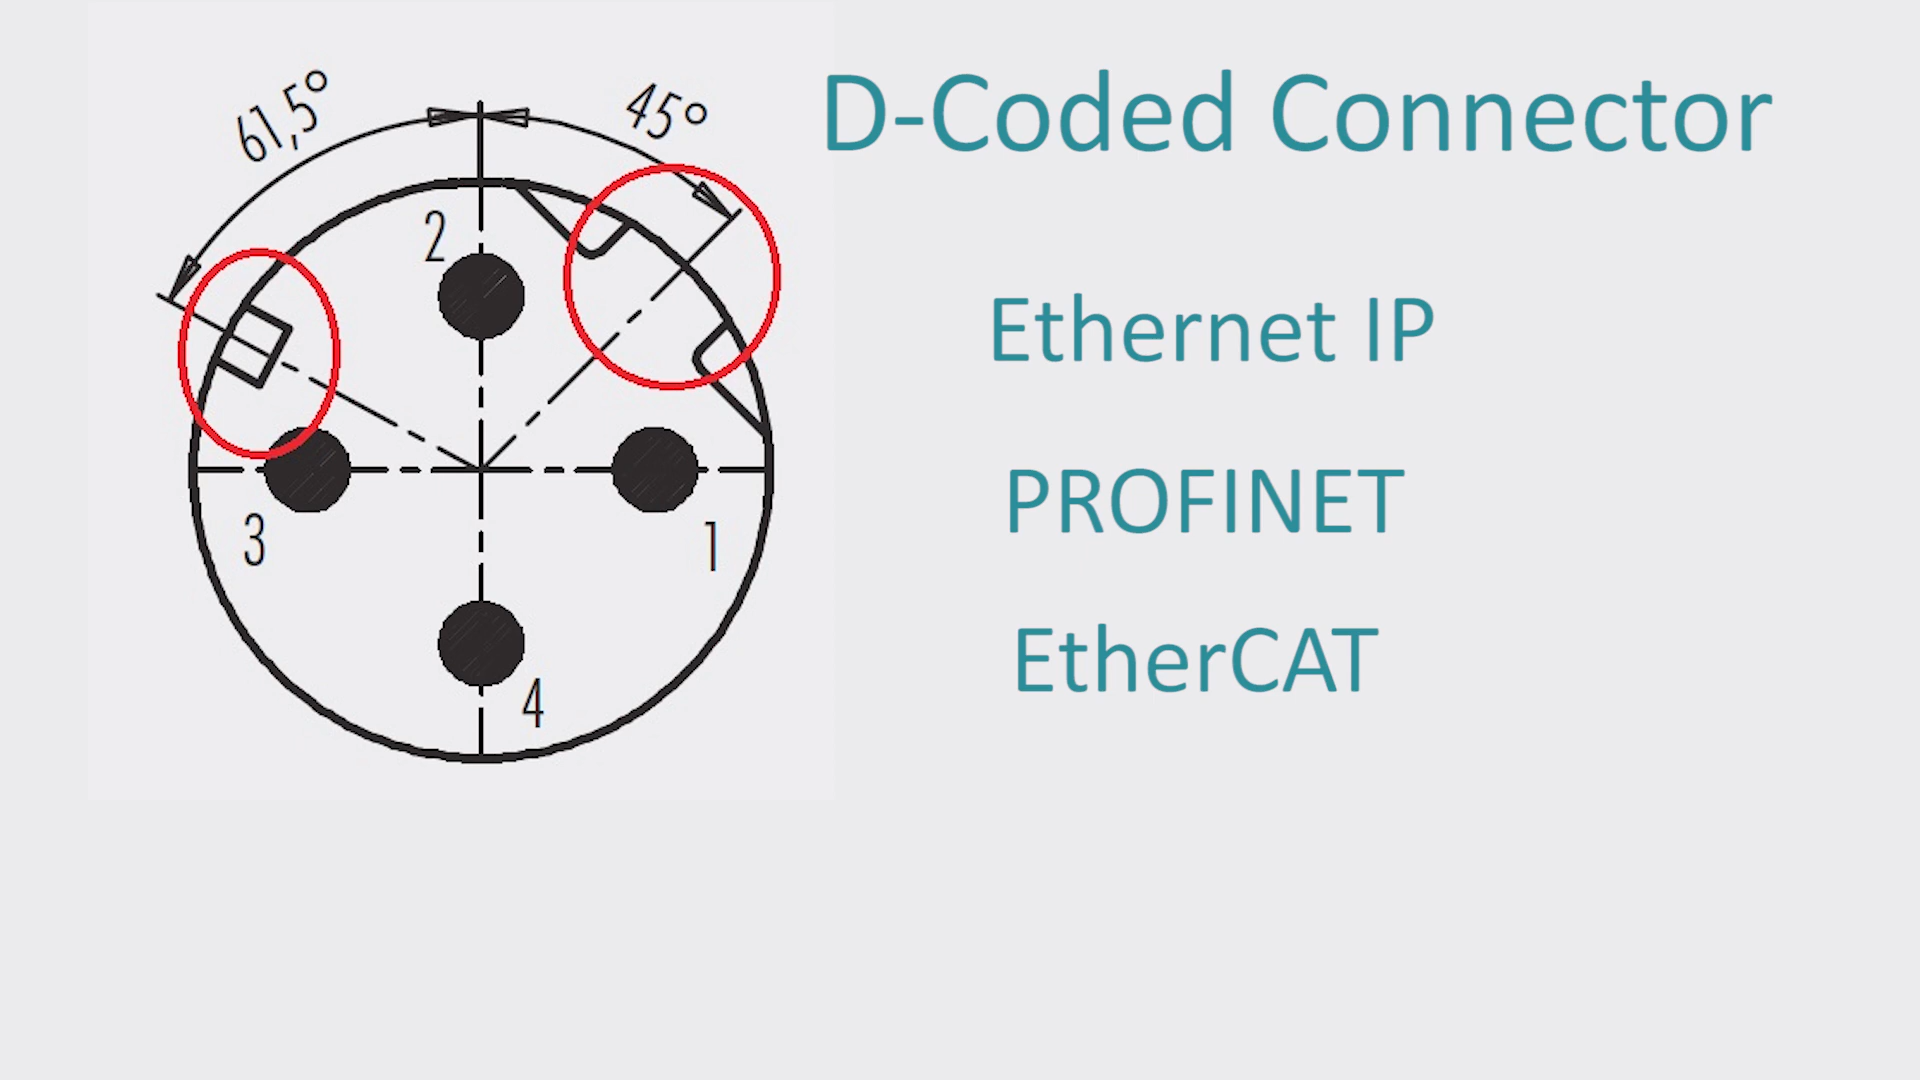 D-Coded Connector
61,5°
45°
2
3
1
4
Ethernet IP
PROFINET
EtherCAT